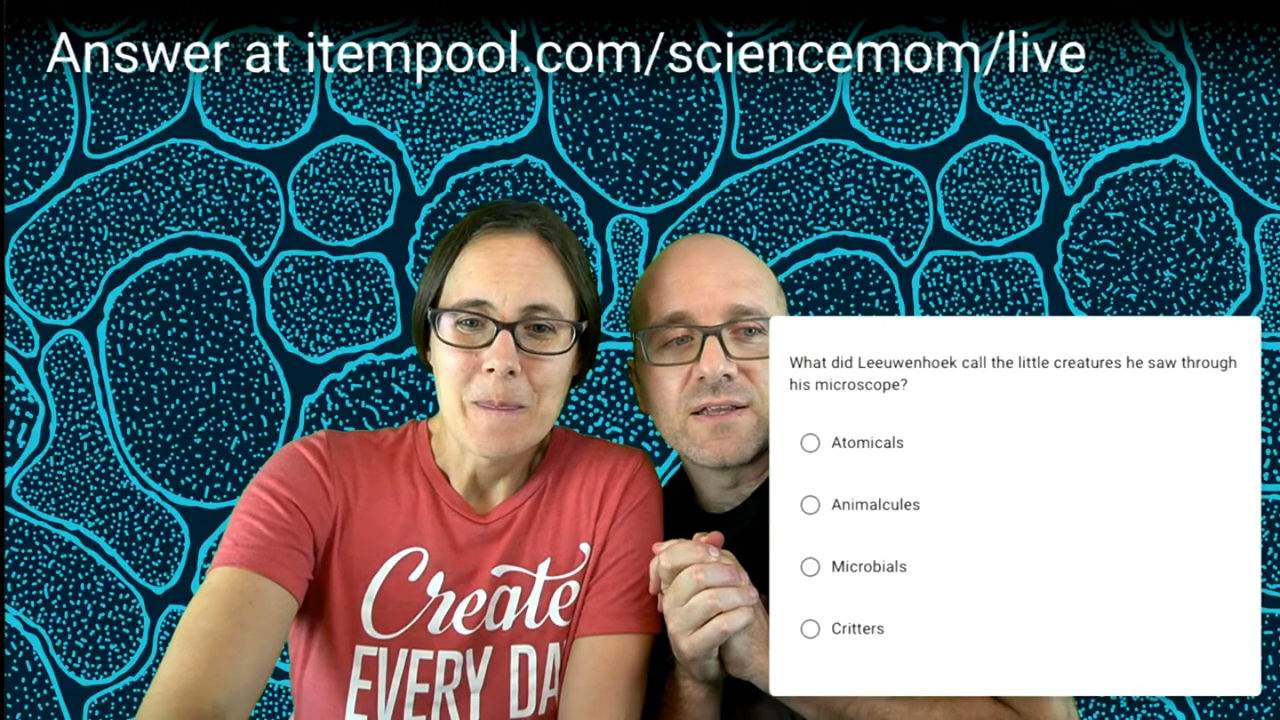 Answer at itempool.com/sciencemom/live
What did Leeuwenhoek call the little creatures he saw through
his microscope?
Atomicals
Animalcules
Microbials
Critters
Create
EVERY DA